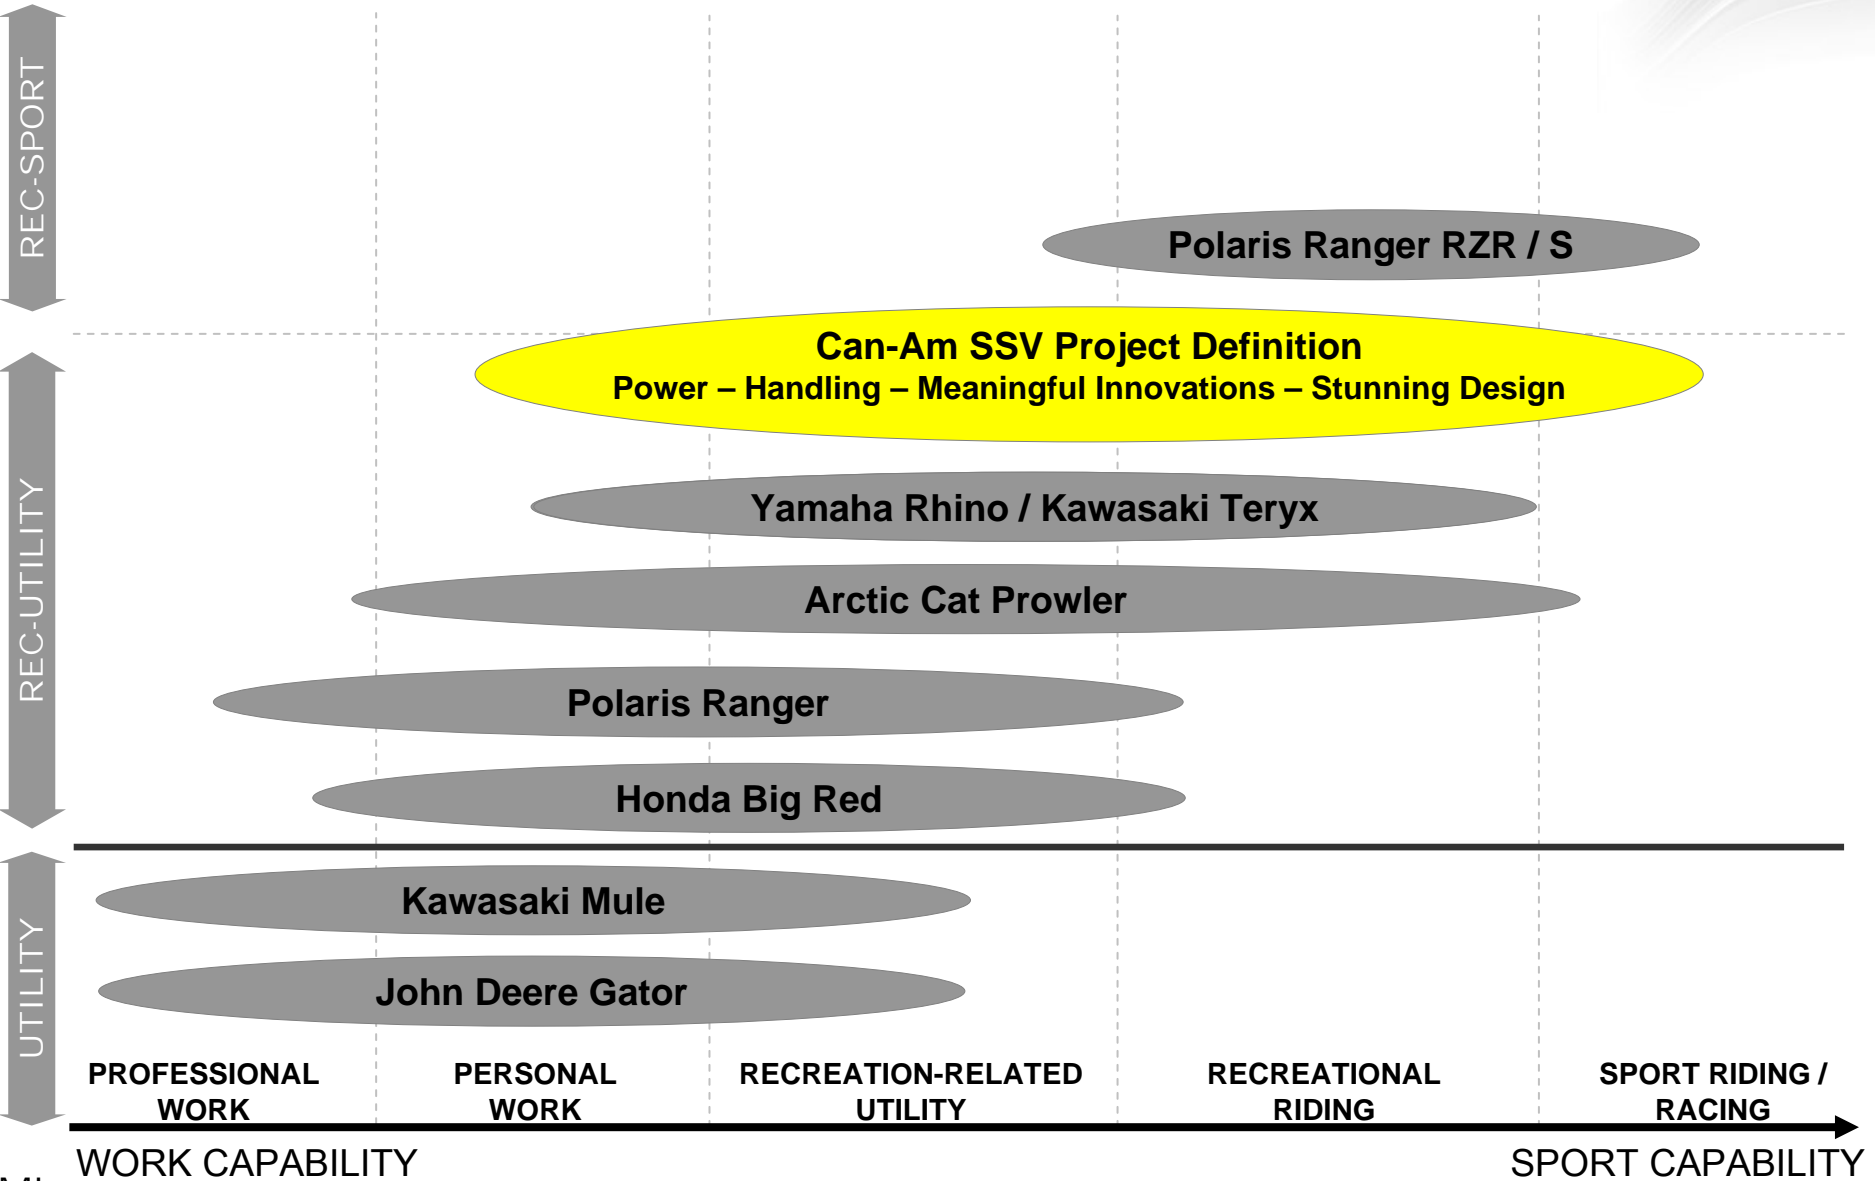 REC-SPORT
Polaris Ranger RZR / S
Can-Am SSV Project Definition
Power – Handling – Meaningful Innovations – Stunning Design
REC-UTILITY
Yamaha Rhino / Kawasaki Teryx
Arctic Cat Prowler
Polaris Ranger
Honda Big Red
UTILITY
Kawasaki Mule
John Deere Gator
PROFESSIONAL
WORK
PERSONAL
WORK
RECREATION-RELATED
UTILITY
RECREATIONAL
RIDING
SPORT RIDING /
RACING
WORK CAPABILITY
SPORT CAPABILITY